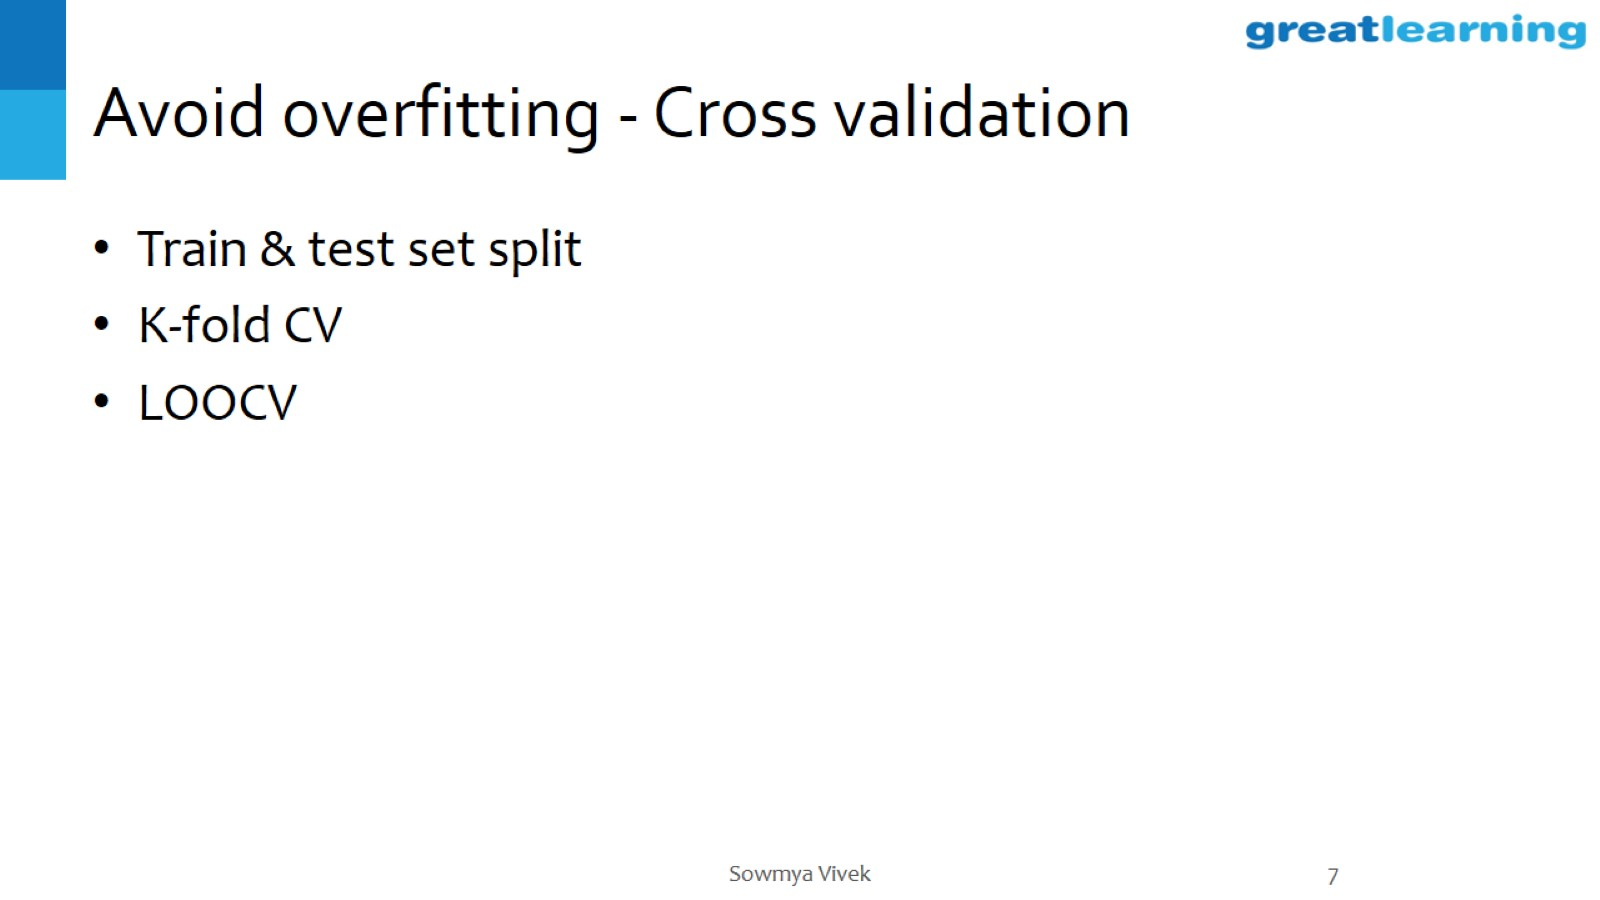 greatlearning
Avoid overfitting - Cross validation
• Train & test set split
• K-fold CV
• LOOCV
Sowmya Vivek
7